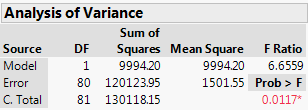 Analysis of Variance
Sum of
Source DF Squares Mean Square F Ratio
Model 1 9994.20 9994.20 6.6559
Error 80 120123.95 1501.55 Prob > F
C. Total 81 130118.15 0.0117*